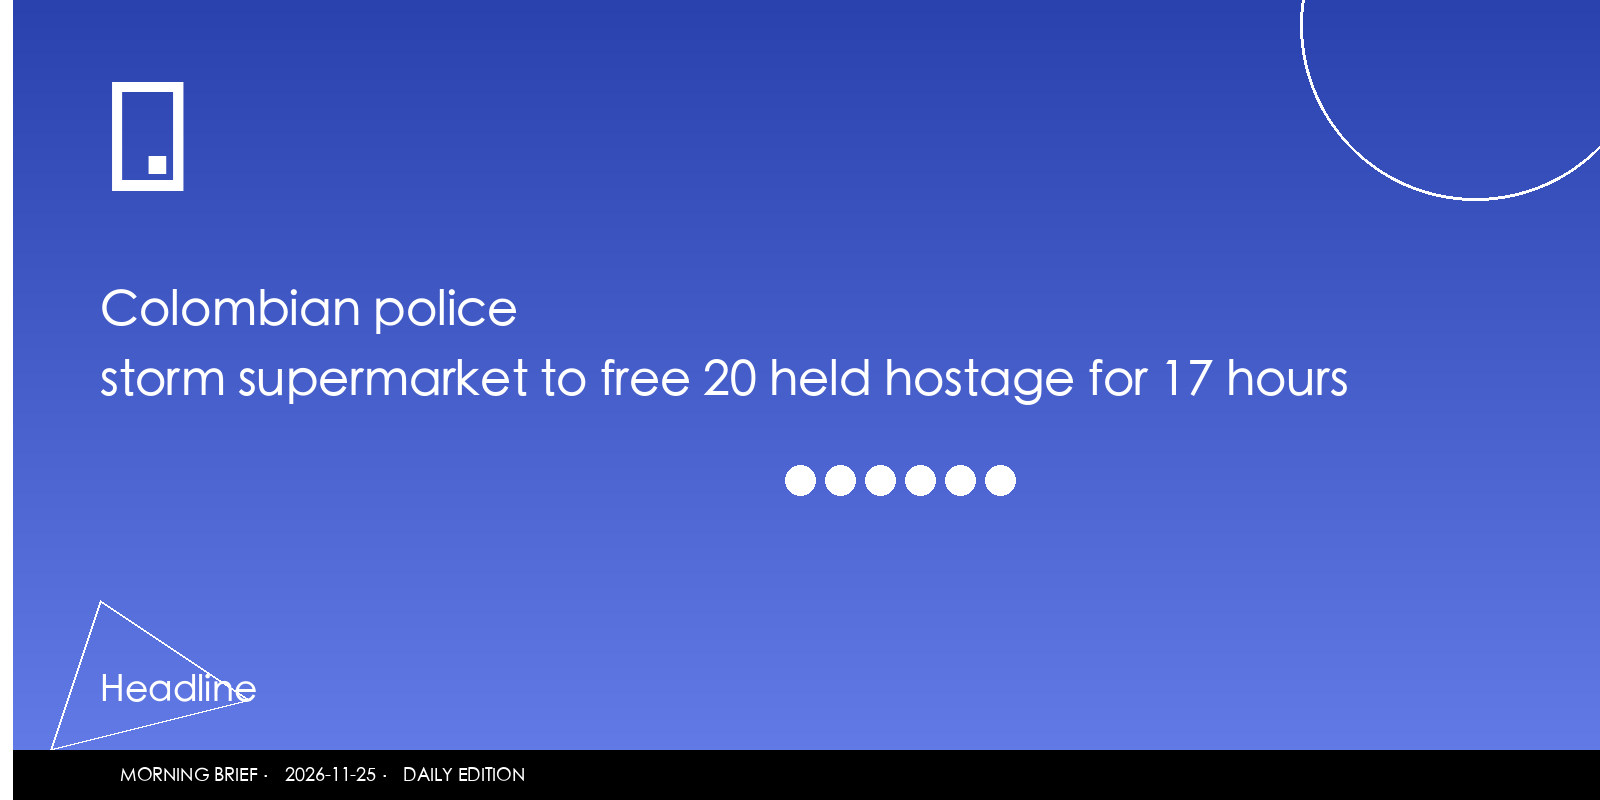 Colombian police
storm supermarket to free 20 held hostage for 17 hours
Headline
MORNING BRIEF · 2026-11-25 · DAILY EDITION